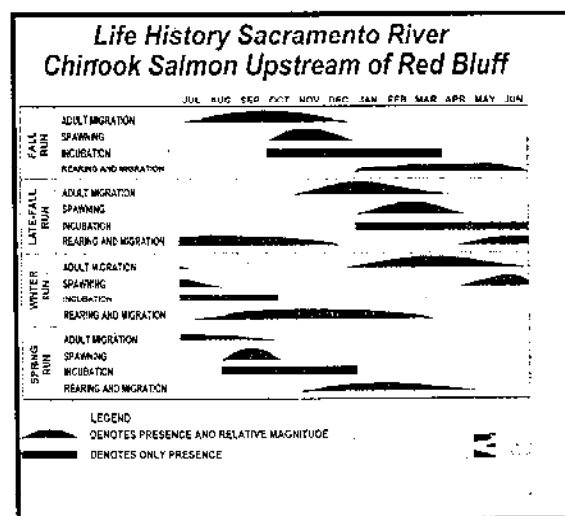 Life History Sacramento River
Chinook Salmon Upstream of Red Bluff
JUL AUG SEP OCT NOV DEC JAN FEB MAR APR MAY JUN
FALL RUN
ADULT MIGRATION
SPAWNING
INCUBATION
REARING AND MIGRATION
LATE-FALL RUN
ADULT MIGRATION
SPAWNING
INCUBATION
REARING AND MIGRATION
WINTER RUN
ADULT MIGRATION
SPAWNING
INCUBATION
REARING AND MIGRATION
SPRING RUN
ADULT MIGRATION
SPAWNING
INCUBATION
REARING AND MIGRATION
LEGEND
DENOTES PRESENCE AND RELATIVE MAGNITUDE
DENOTES ONLY PRESENCE